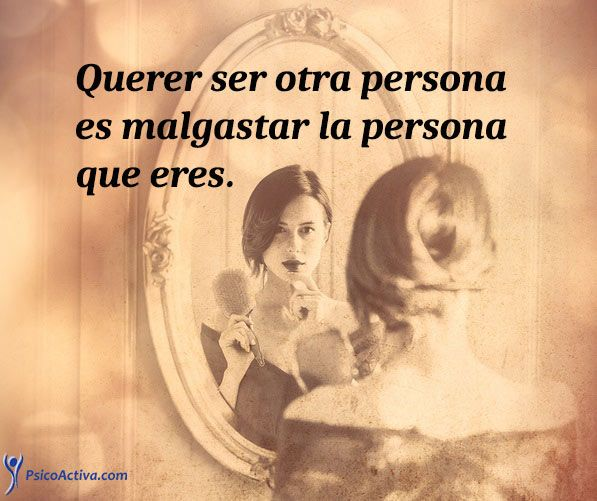 Querer ser otra persona
es malgastar la persona
que eres.
PsicoActiva.com